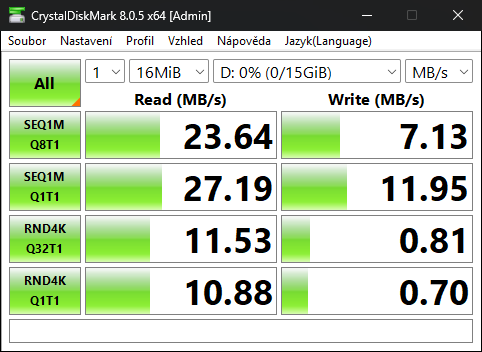 CrystalDiskMark 8.0.5 x64 [Admin]
Soubor Nastavení Profil Vzhled Nápověda Jazyk(Language)
All 1 16MiB D: 0% (0/15GiB) MB/s
Read (MB/s) Write (MB/s)
SEQ1M
Q8T1 23.64 7.13
SEQ1M
Q1T1 27.19 11.95
RND4K
Q32T1 11.53 0.81
RND4K
Q1T1 10.88 0.70